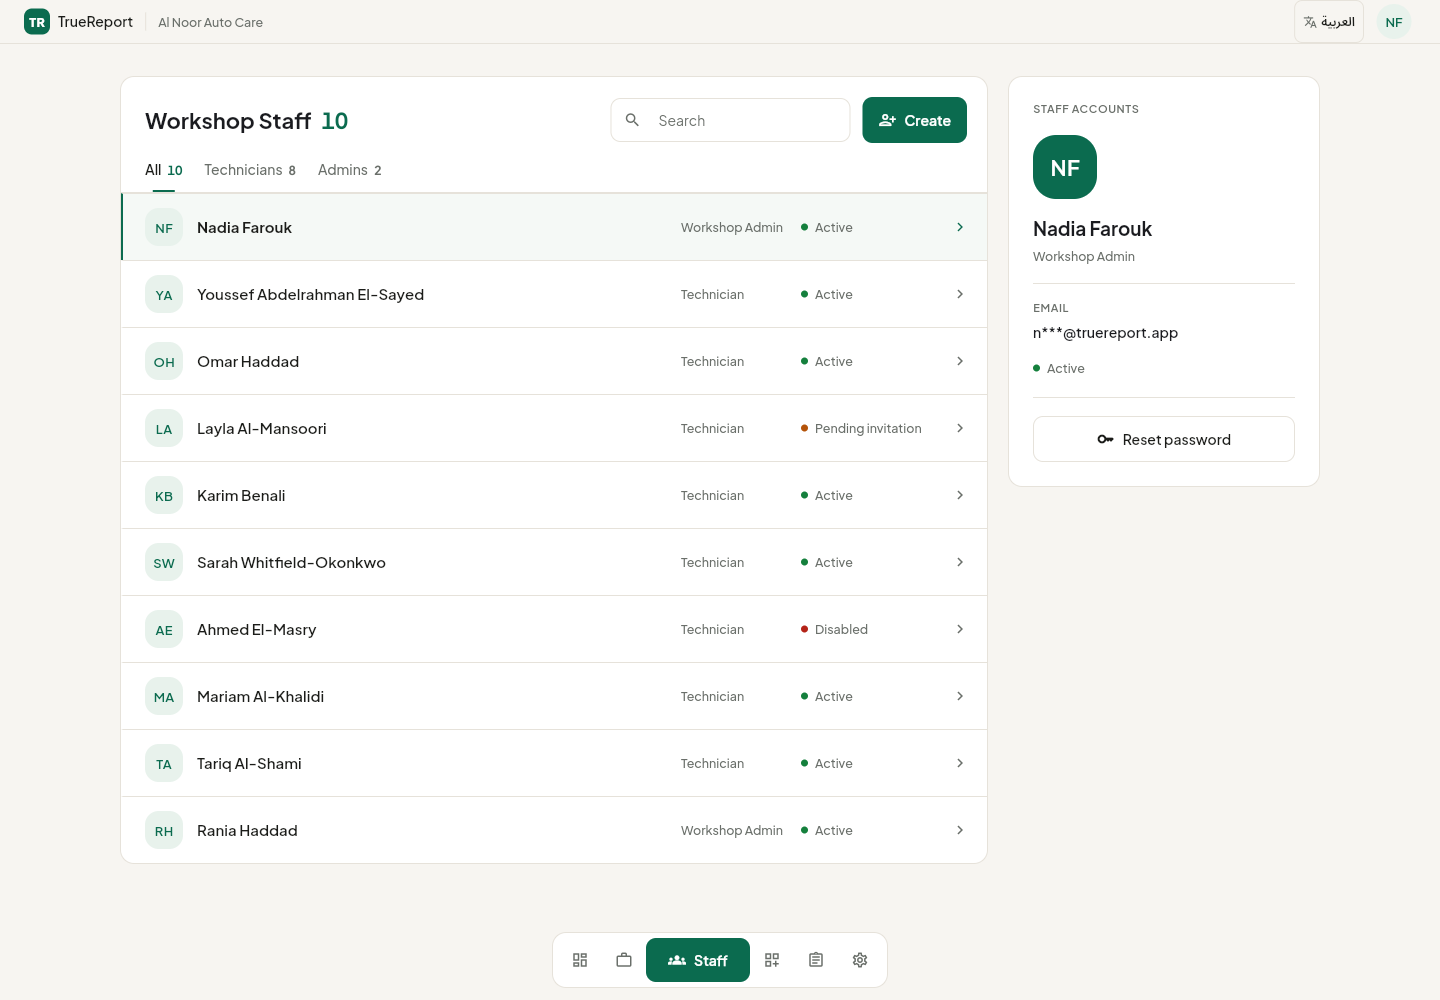 TR TrueReport Al Noor Auto Care العربية NF
Workshop Staff 10 Search Create
All 10 Technicians 8 Admins 2
NF Nadia Farouk Workshop Admin Active
YA Youssef Abdelrahman El-Sayed Technician Active
OH Omar Haddad Technician Active
LA Layla Al-Mansoori Technician Pending invitation
KB Karim Benali Technician Active
SW Sarah Whitfield-Okonkwo Technician Active
AE Ahmed El-Masry Technician Disabled
MA Mariam Al-Khalidi Technician Active
TA Tariq Al-Shami Technician Active
RH Rania Haddad Workshop Admin Active
STAFF ACCOUNTS
NF
Nadia Farouk
Workshop Admin
EMAIL
n***@truereport.app
Active
Reset password
Staff